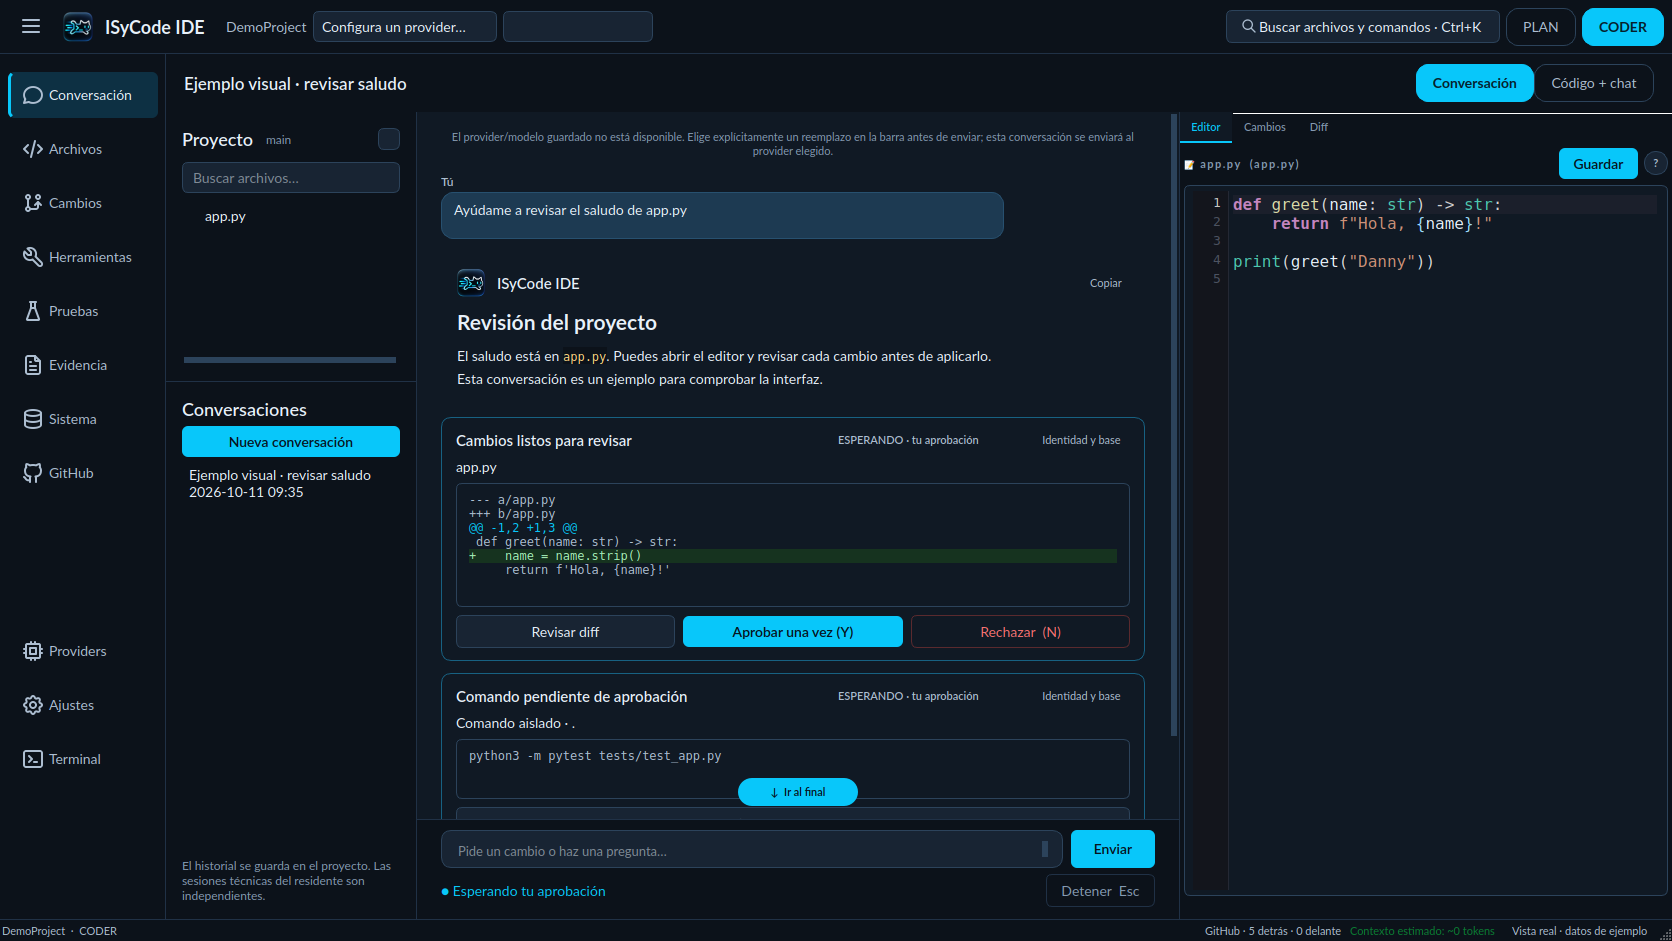 ISyCode IDE
DemoProject
Configura un provider...
Buscar archivos y comandos · Ctrl+K
PLAN
CODER
Conversación
Archivos
Cambios
Herramientas
Pruebas
Evidencia
Sistema
GitHub
Providers
Ajustes
Terminal
Ejemplo visual · revisar saludo
Conversación
Código + chat
Proyecto
main
Buscar archivos...
app.py
Conversaciones
Nueva conversación
Ejemplo visual · revisar saludo
2026-10-11 09:35
El historial se guarda en el proyecto. Las
sesiones técnicas del residente son
independientes.
El provider/modelo guardado no está disponible. Elige explícitamente un reemplazo en la barra antes de enviar; esta conversación se enviará al
provider elegido.
Tú
Ayúdame a revisar el saludo de app.py
ISyCode IDE
Copiar
Revisión del proyecto
El saludo está en app.py. Puedes abrir el editor y revisar cada cambio antes de aplicarlo.
Esta conversación es un ejemplo para comprobar la interfaz.
Cambios listos para revisar
ESPERANDO · tu aprobación
Identidad y base
app.py
--- a/app.py
+++ b/app.py
@@ -1,2 +1,3 @@
def greet(name: str) -> str:
+    name = name.strip()
return f'Hola, {name}!'
Revisar diff
Aprobar una vez (Y)
Rechazar (N)
Comando pendiente de aprobación
ESPERANDO · tu aprobación
Identidad y base
Comando aislado · .
python3 -m pytest tests/test_app.py
↓ Ir al final
Pide un cambio o haz una pregunta...
Enviar
● Esperando tu aprobación
Detener Esc
Editor
Cambios
Diff
app.py (app.py)
Guardar
?
1 def greet(name: str) -> str:
2     return f"Hola, {name}!"
3
4 print(greet("Danny"))
5
DemoProject · CODER
GitHub · 5 detrás · 0 delante
Contexto estimado: ~0 tokens
Vista real · datos de ejemplo